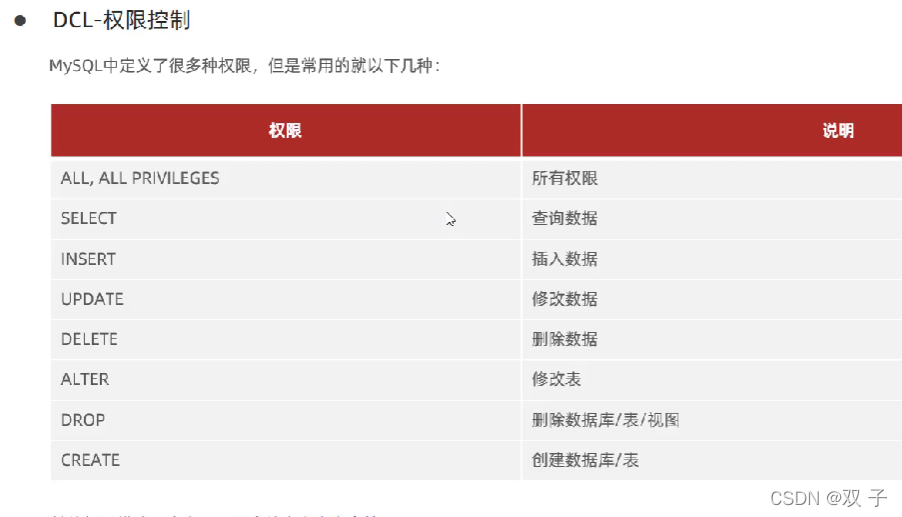 ● DCL-权限控制
MySQL中定义了很多种权限，但是常用的就以下几种：
权限 说明
ALL, ALL PRIVILEGES 所有权限
SELECT 查询数据
INSERT 插入数据
UPDATE 修改数据
DELETE 删除数据
ALTER 修改表
DROP 删除数据库/表/视图
CREATE 创建数据库/表
CSDN @双 子